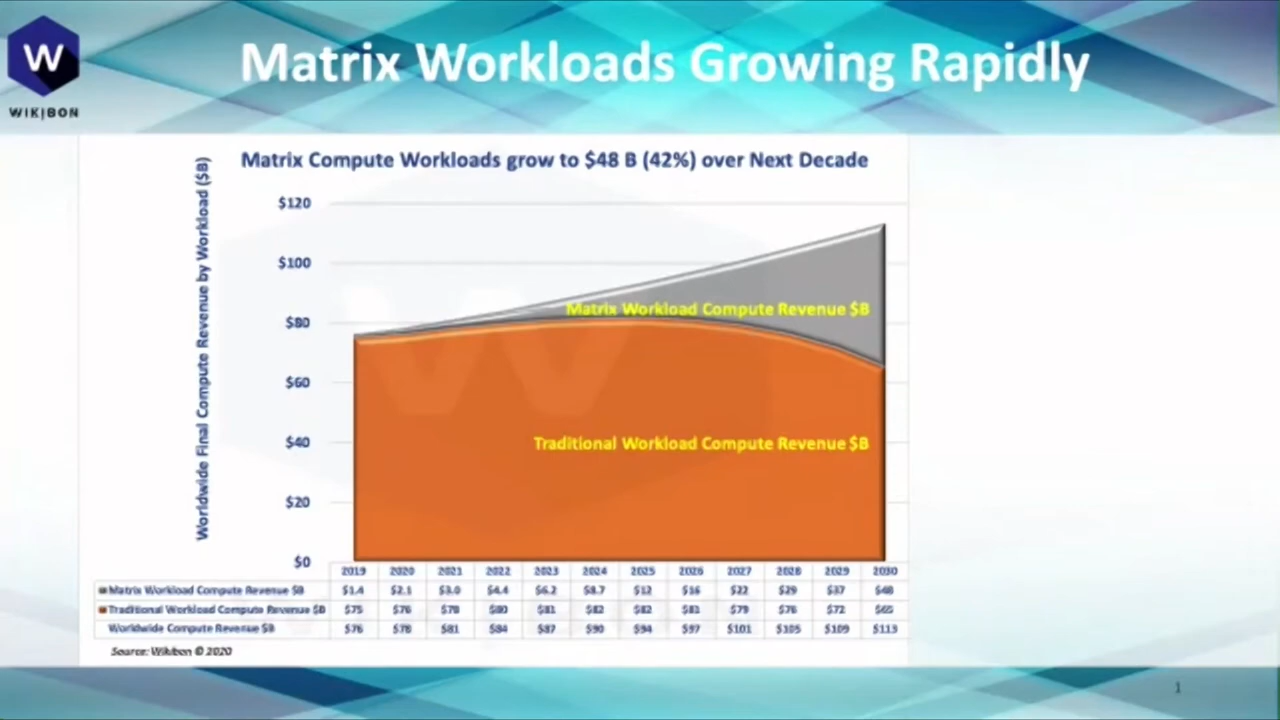 Matrix Workloads Growing Rapidly
W
WIKIBON
Matrix Compute Workloads grow to $48 B (42%) over Next Decade
Worldwide Final Compute Revenue by Workload ($B)
$120
$100
$80
$60
$40
$20
$0
Matrix Workload Compute Revenue $B
Traditional Workload Compute Revenue $B
2019 2020 2021 2022 2023 2024 2025 2026 2027 2028 2029 2030
Matrix Workload Compute Revenue $B $1.4 $2.1 $3.0 $4.4 $6.2 $8.7 $12 $16 $22 $29 $37 $48
Traditional Workload Compute Revenue $B $75 $76 $78 $80 $81 $82 $82 $81 $79 $76 $72 $65
Worldwide Compute Revenue $B $76 $78 $81 $84 $87 $90 $94 $97 $101 $105 $109 $113
Source: Wikibon © 2020
1